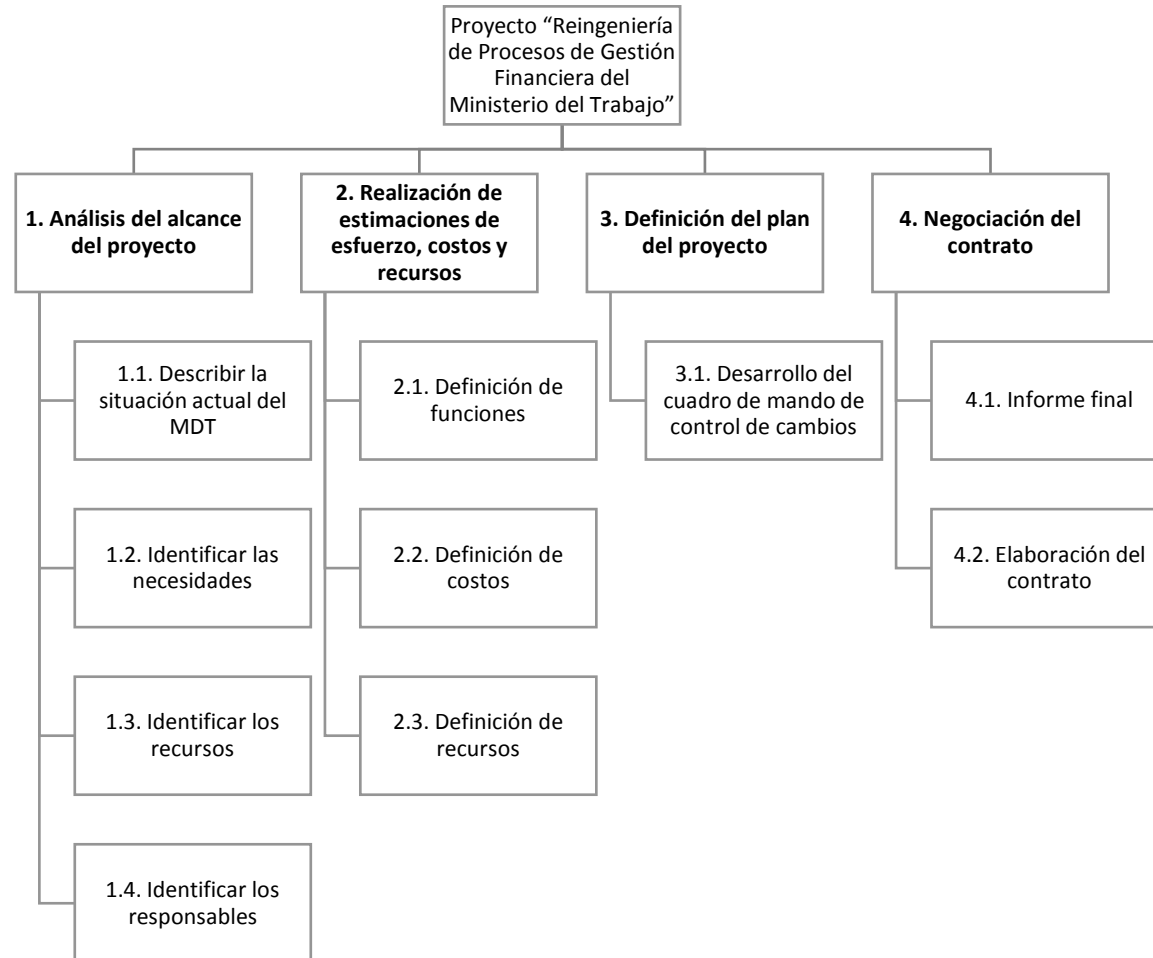 Proyecto “Reingeniería
de Procesos de Gestión
Financiera del
Ministerio del Trabajo”
1. Análisis del alcance
del proyecto
1.1. Describir la
situación actual del
MDT
1.2. Identificar las
necesidades
1.3. Identificar los
recursos
1.4. Identificar los
responsables
2. Realización de
estimaciones de
esfuerzo, costos y
recursos
2.1. Definición de
funciones
2.2. Definición de
costos
2.3. Definición de
recursos
3. Definición del plan
del proyecto
3.1. Desarrollo del
cuadro de mando de
control de cambios
4. Negociación del
contrato
4.1. Informe final
4.2. Elaboración del
contrato